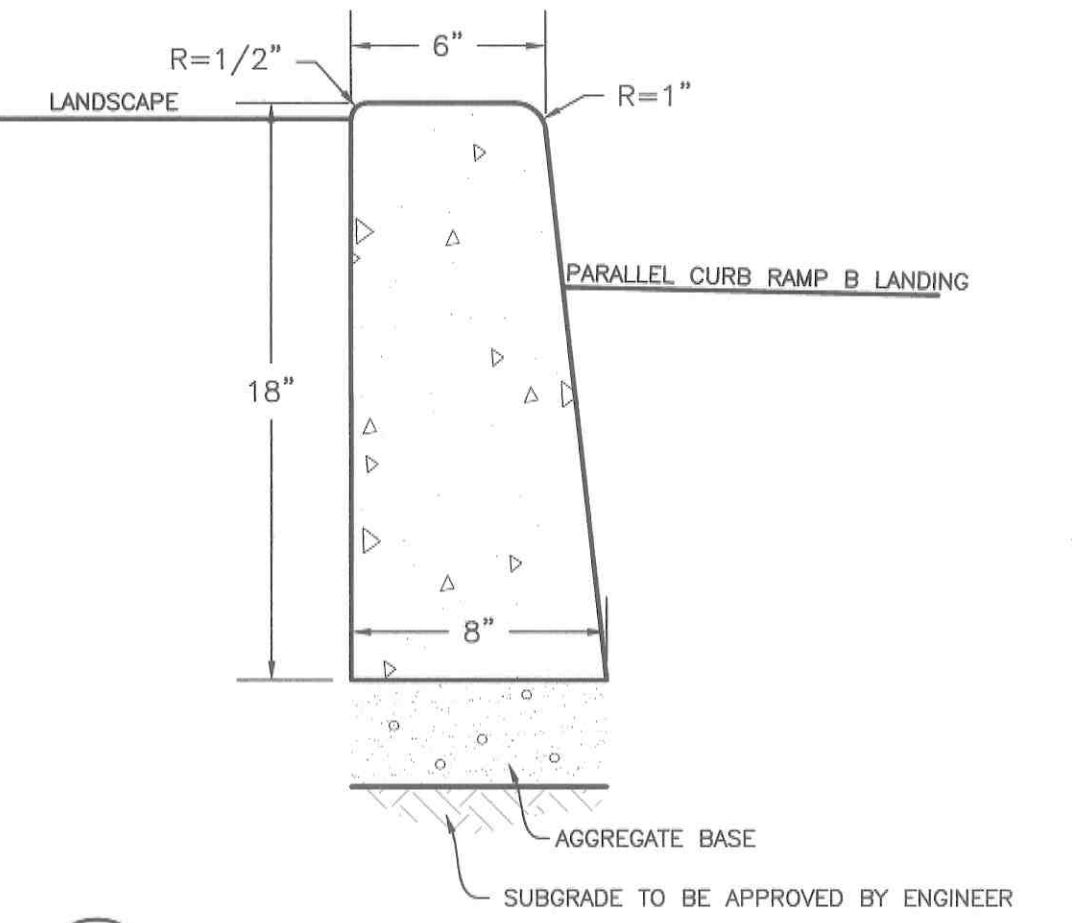 6”
R=1/2”
R=1”
LANDSCAPE
PARALLEL CURB RAMP B LANDING
18”
8”
AGGREGATE BASE
SUBGRADE TO BE APPROVED BY ENGINEER